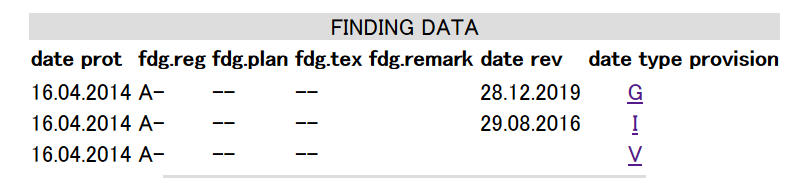 FINDING DATA
date prot fdg.reg fdg.plan fdg.tex fdg.remark date rev date type provision
16.04.2014 A- -- -- 28.12.2019 G
16.04.2014 A- -- -- 29.08.2016 I
16.04.2014 A- -- -- V